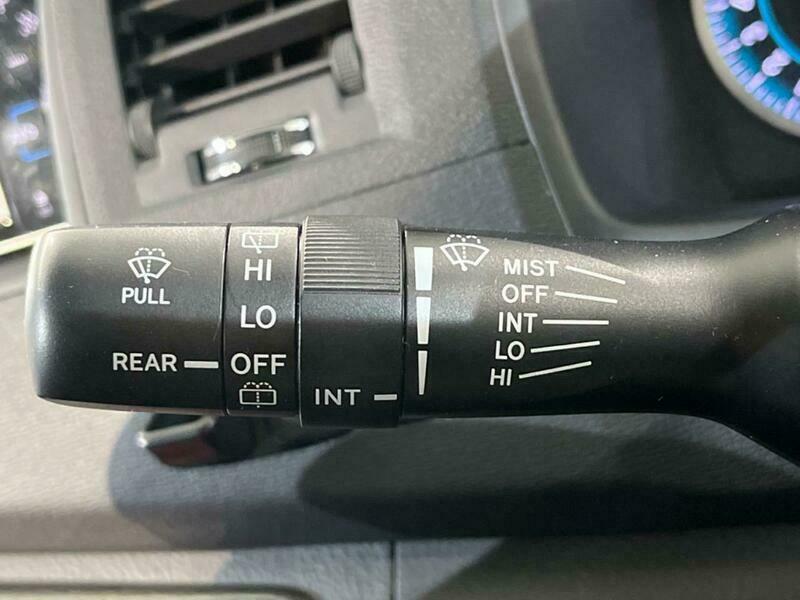 PULL
REAR
HI
LO
OFF
INT
MIST
OFF
INT
LO
HI